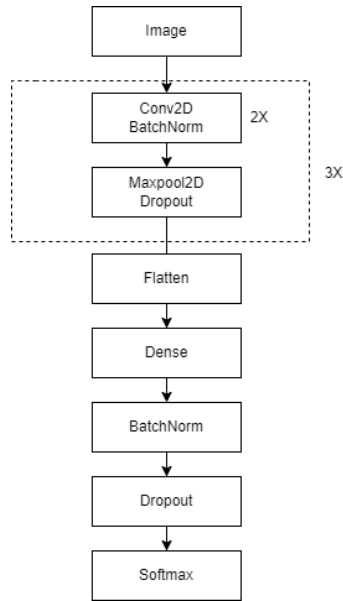 Image
Conv2D
BatchNorm
2X
Maxpool2D
Dropout
3X
Flatten
Dense
BatchNorm
Dropout
Softmax